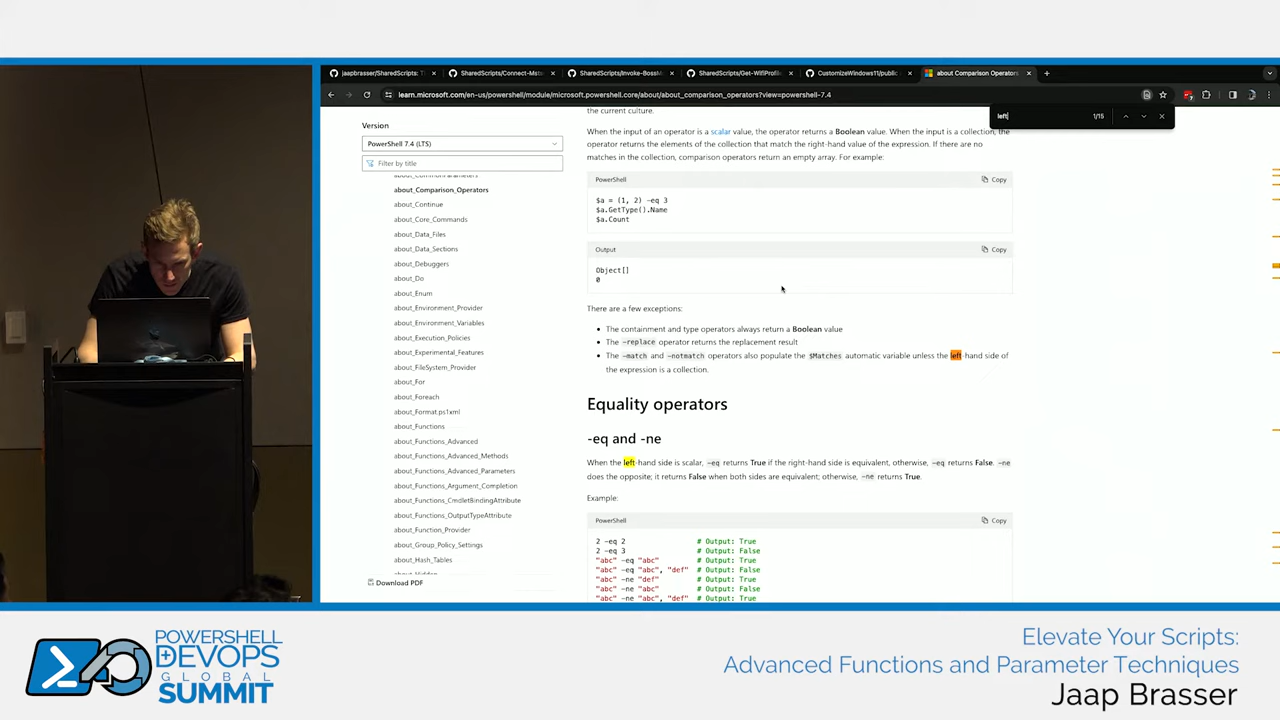 jaapbrasser/SharedScripts: T
SharedScripts/Connect-Mst
SharedScripts/Invoke-BossM
SharedScripts/Get-WifiProfil
CustomizeWindows11/public
about Comparison Operators
learn.microsoft.com/en-us/powershell/module/microsoft.powershell.core/about/about_comparison_operators?view=powershell-7.4
left
1/15
Version
PowerShell 7.4 (LTS)
Filter by title
about_CommonParameters
about_Comparison_Operators
about_Continue
about_Core_Commands
about_Data_Files
about_Data_Sections
about_Debuggers
about_Do
about_Enum
about_Environment_Provider
about_Environment_Variables
about_Execution_Policies
about_Experimental_Features
about_FileSystem_Provider
about_For
about_Foreach
about_Format.ps1xml
about_Functions
about_Functions_Advanced
about_Functions_Advanced_Methods
about_Functions_Advanced_Parameters
about_Functions_Argument_Completion
about_Functions_CmdletBindingAttribute
about_Functions_OutputTypeAttribute
about_Function_Provider
about_Group_Policy_Settings
about_Hash_Tables
Download PDF
the current culture.
When the input of an operator is a scalar value, the operator returns a Boolean value. When the input is a collection, the
operator returns the elements of the collection that match the right-hand value of the expression. If there are no
matches in the collection, comparison operators return an empty array. For example:
PowerShell
Copy
$a = (1, 2) -eq 3
$a.GetType().Name
$a.Count
Output
Copy
Object[]
0
There are a few exceptions:
• The containment and type operators always return a Boolean value
• The -replace operator returns the replacement result
• The -match and -notmatch operators also populate the $Matches automatic variable unless the left-hand side of
the expression is a collection.
Equality operators
-eq and -ne
When the left-hand side is scalar, -eq returns True if the right-hand side is equivalent, otherwise, -eq returns False. -ne
does the opposite; it returns False when both sides are equivalent; otherwise, -ne returns True.
Example:
PowerShell
Copy
2 -eq 2 # Output: True
2 -eq 3 # Output: False
"abc" -eq "abc" # Output: True
"abc" -eq "abc", "def" # Output: False
"abc" -ne "def" # Output: True
"abc" -ne "abc" # Output: False
"abc" -ne "abc", "def" # Output: True
POWERSHELL
DEVOPS
GLOBAL
SUMMIT
Elevate Your Scripts:
Advanced Functions and Parameter Techniques
Jaap Brasser